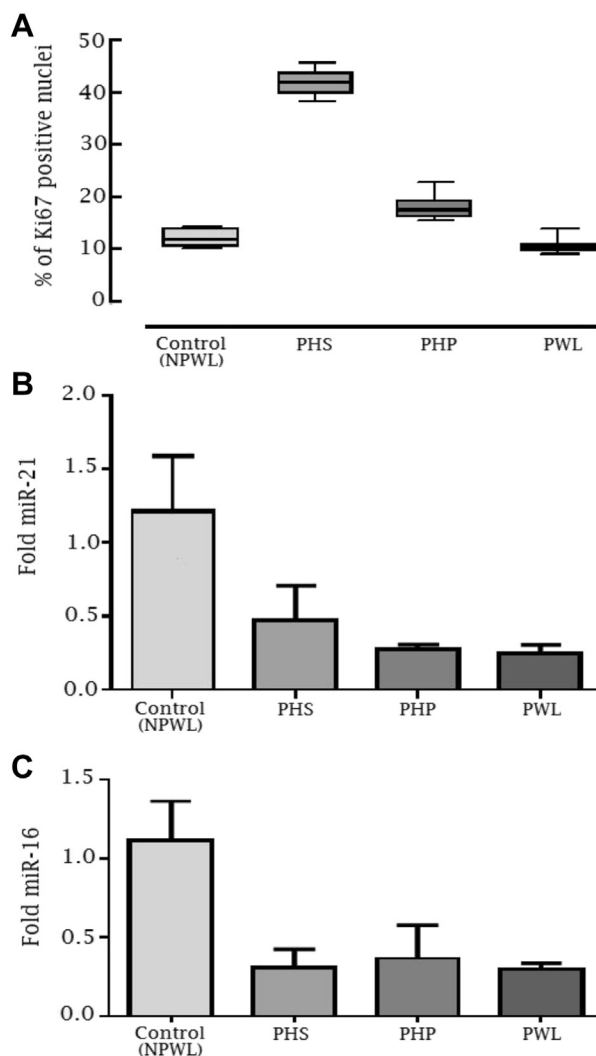 A
% of Ki67 positive nuclei
50
40
30
20
10
0
Control
(NPWL)
PHS
PHP
PWL
B
Fold miR-21
2.0
1.5
1.0
0.5
0.0
Control
(NPWL)
PHS
PHP
PWL
C
Fold miR-16
1.5
1.0
0.5
0.0
Control
(NPWL)
PHS
PHP
PWL